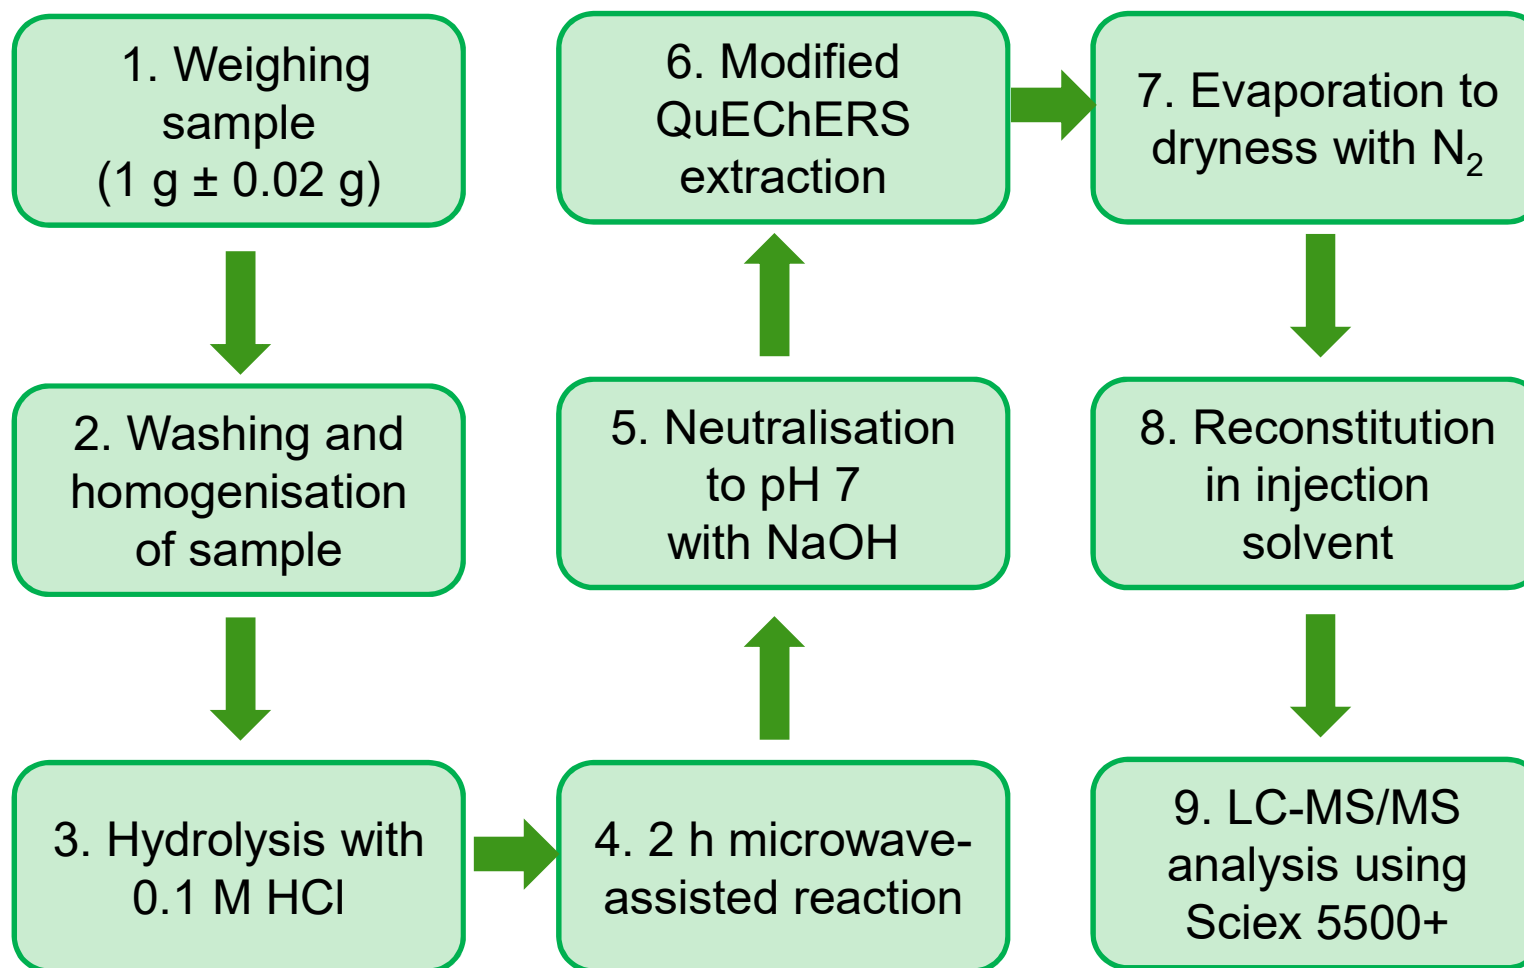 1. Weighing
sample
(1 g ± 0.02 g)
2. Washing and
homogenisation
of sample
3. Hydrolysis with
0.1 M HCl
4. 2 h microwave-
assisted reaction
5. Neutralisation
to pH 7
with NaOH
6. Modified
QuEChERS
extraction
7. Evaporation to
dryness with N₂
8. Reconstitution
in injection
solvent
9. LC-MS/MS
analysis using
Sciex 5500+